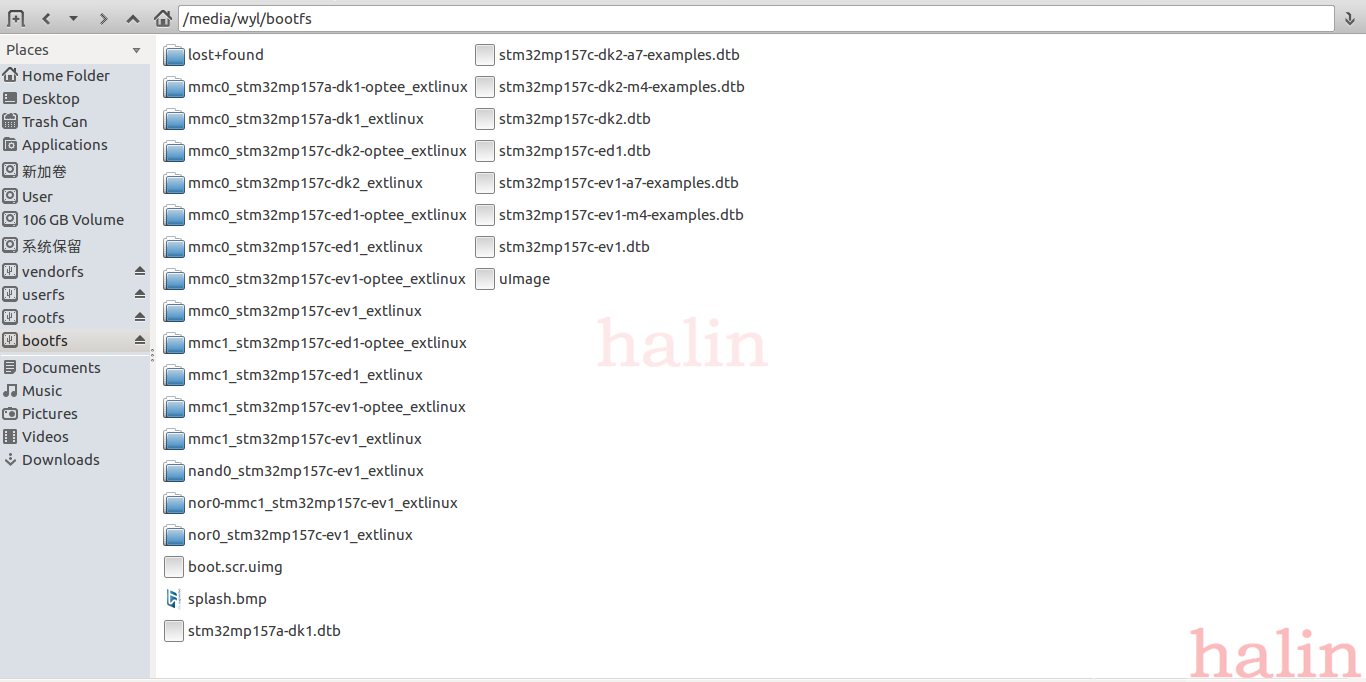 /media/wyl/bootfs
Places
Home Folder
Desktop
Trash Can
Applications
新加卷
User
106 GB Volume
系统保留
vendorfs
userfs
rootfs
bootfs
Documents
Music
Pictures
Videos
Downloads
lost+found
mmc0_stm32mp157a-dk1-optee_extlinux
mmc0_stm32mp157a-dk1_extlinux
mmc0_stm32mp157c-dk2-optee_extlinux
mmc0_stm32mp157c-dk2_extlinux
mmc0_stm32mp157c-ed1-optee_extlinux
mmc0_stm32mp157c-ed1_extlinux
mmc0_stm32mp157c-ev1-optee_extlinux
mmc0_stm32mp157c-ev1_extlinux
mmc1_stm32mp157c-ed1-optee_extlinux
mmc1_stm32mp157c-ed1_extlinux
mmc1_stm32mp157c-ev1-optee_extlinux
mmc1_stm32mp157c-ev1_extlinux
nand0_stm32mp157c-ev1_extlinux
nor0-mmc1_stm32mp157c-ev1_extlinux
nor0_stm32mp157c-ev1_extlinux
boot.scr.uimg
splash.bmp
stm32mp157a-dk1.dtb
stm32mp157c-dk2-a7-examples.dtb
stm32mp157c-dk2-m4-examples.dtb
stm32mp157c-dk2.dtb
stm32mp157c-ed1.dtb
stm32mp157c-ev1-a7-examples.dtb
stm32mp157c-ev1-m4-examples.dtb
stm32mp157c-ev1.dtb
uImage
halin
halin